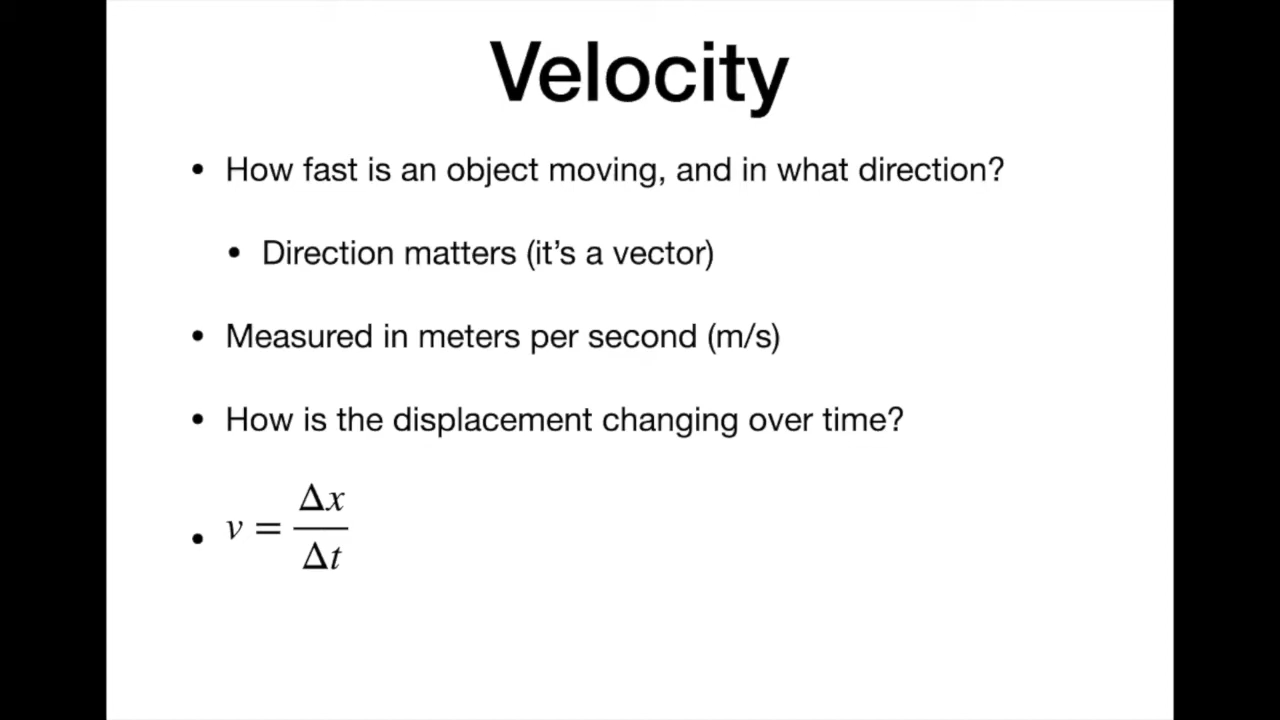 Velocity
• How fast is an object moving, and in what direction?
• Direction matters (it's a vector)
• Measured in meters per second (m/s)
• How is the displacement changing over time?
• v = Δx / Δt